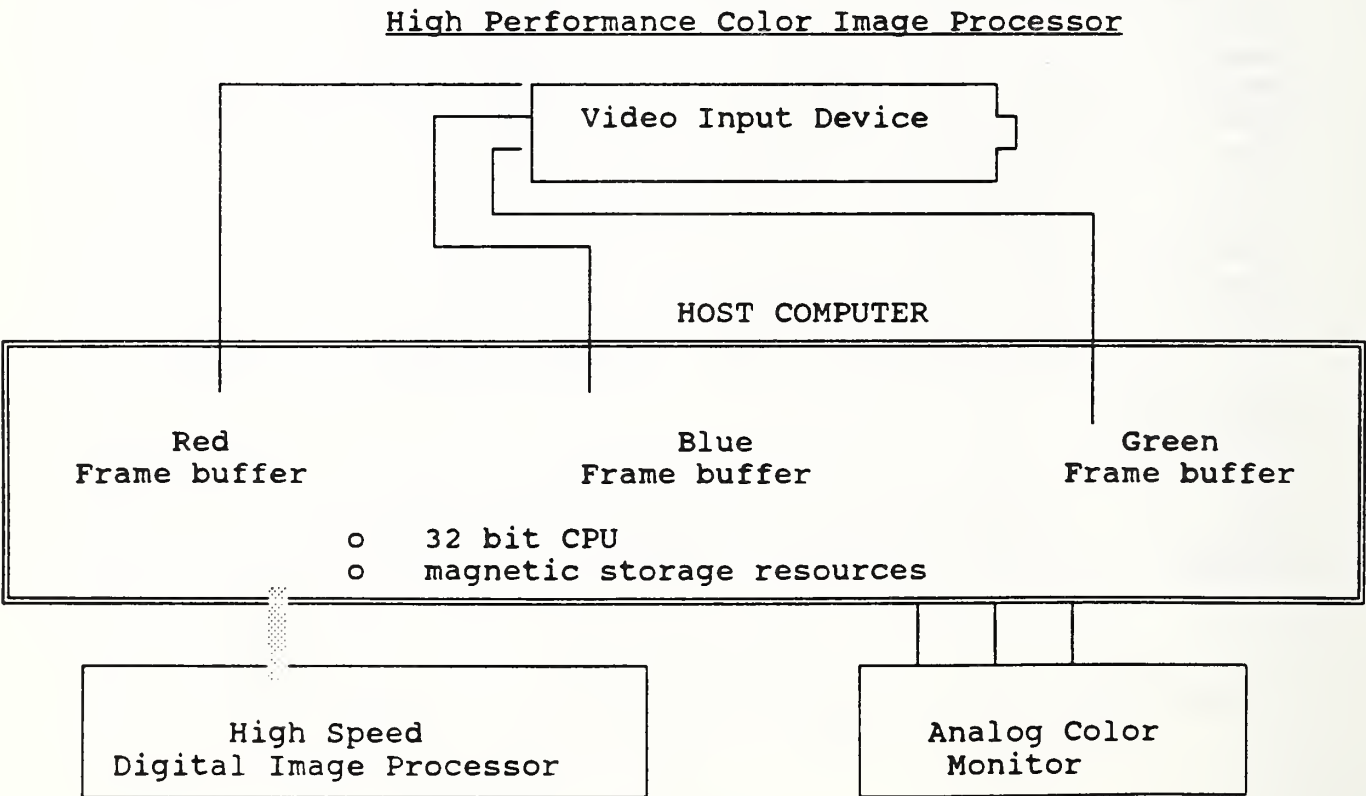 High Performance Color Image Processor
Video Input Device
HOST COMPUTER
Red
Frame buffer
Blue
Frame buffer
Green
Frame buffer
o 32 bit CPU
o magnetic storage resources
High Speed
Digital Image Processor
Analog Color
Monitor